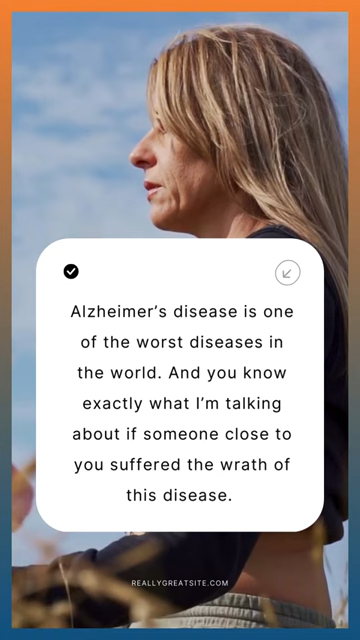 Alzheimer’s disease is one
of the worst diseases in
the world. And you know
exactly what I’m talking
about if someone close to
you suffered the wrath of
this disease.
REALLYGREATSITE.COM